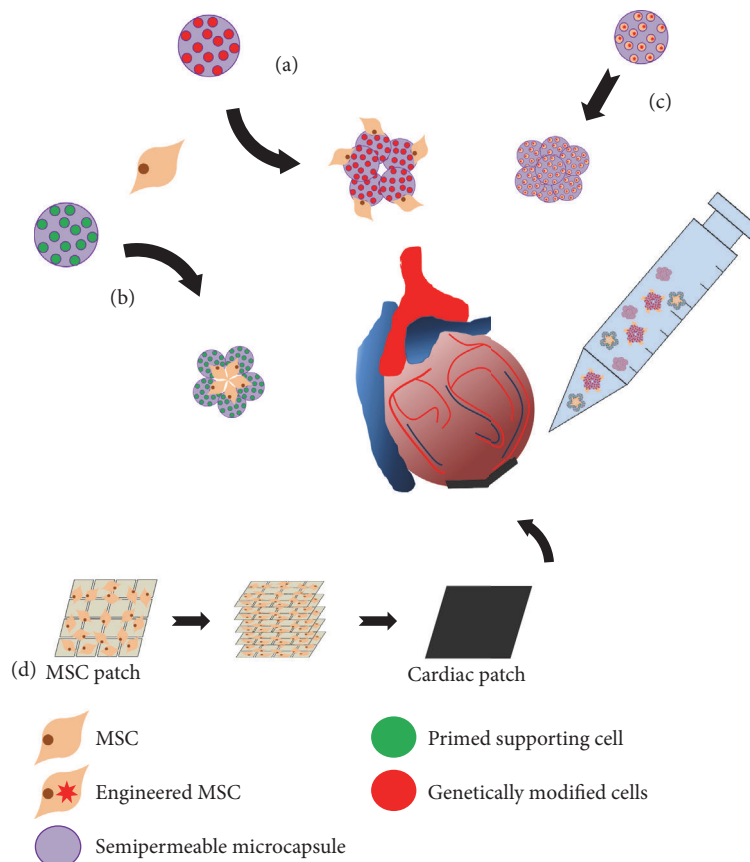 (a)
(c)
(b)
(d) MSC patch
Cardiac patch
MSC
Primed supporting cell
Engineered MSC
Genetically modified cells
Semipermeable microcapsule